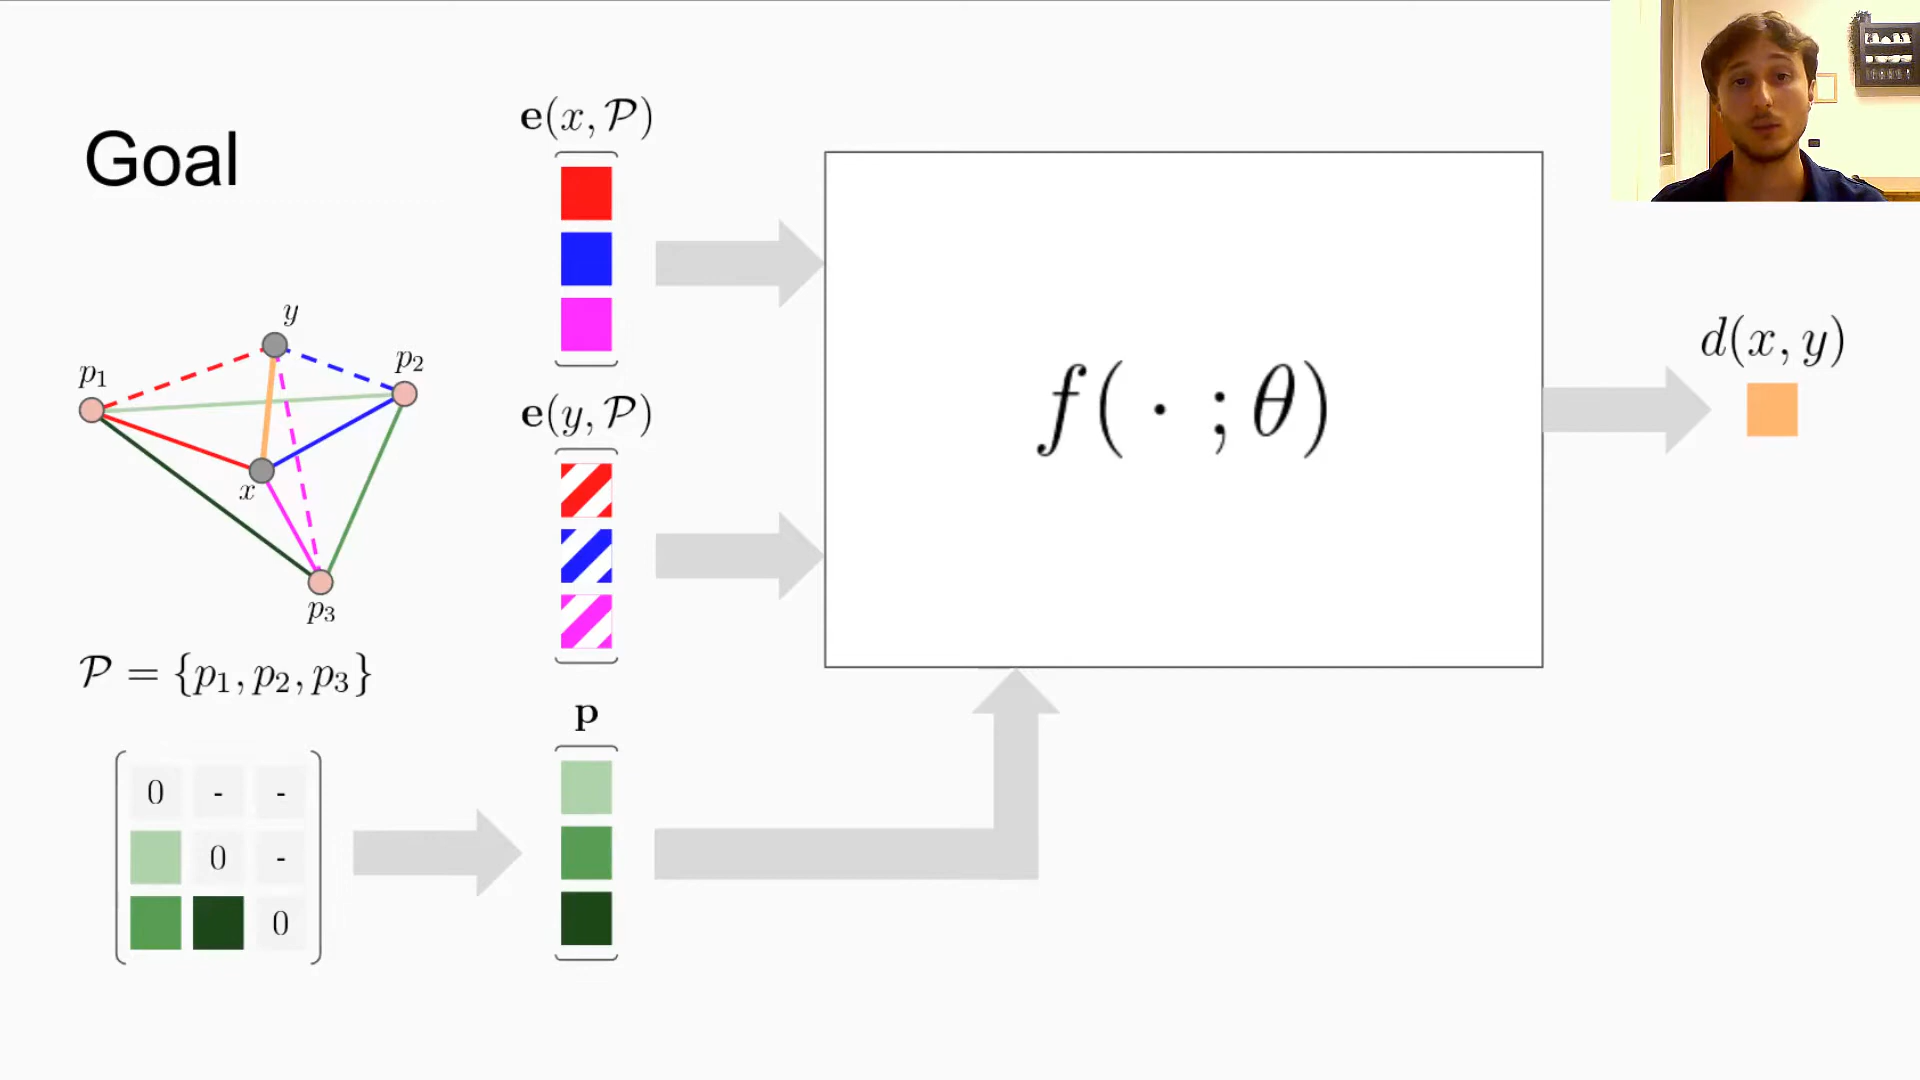 Goal
y
p₁
p₂
x
p₃
𝒫 = {p₁, p₂, p₃}
0 - -
0 -
0
e(x, 𝒫)
e(y, 𝒫)
p
f( · ; θ)
d(x, y)